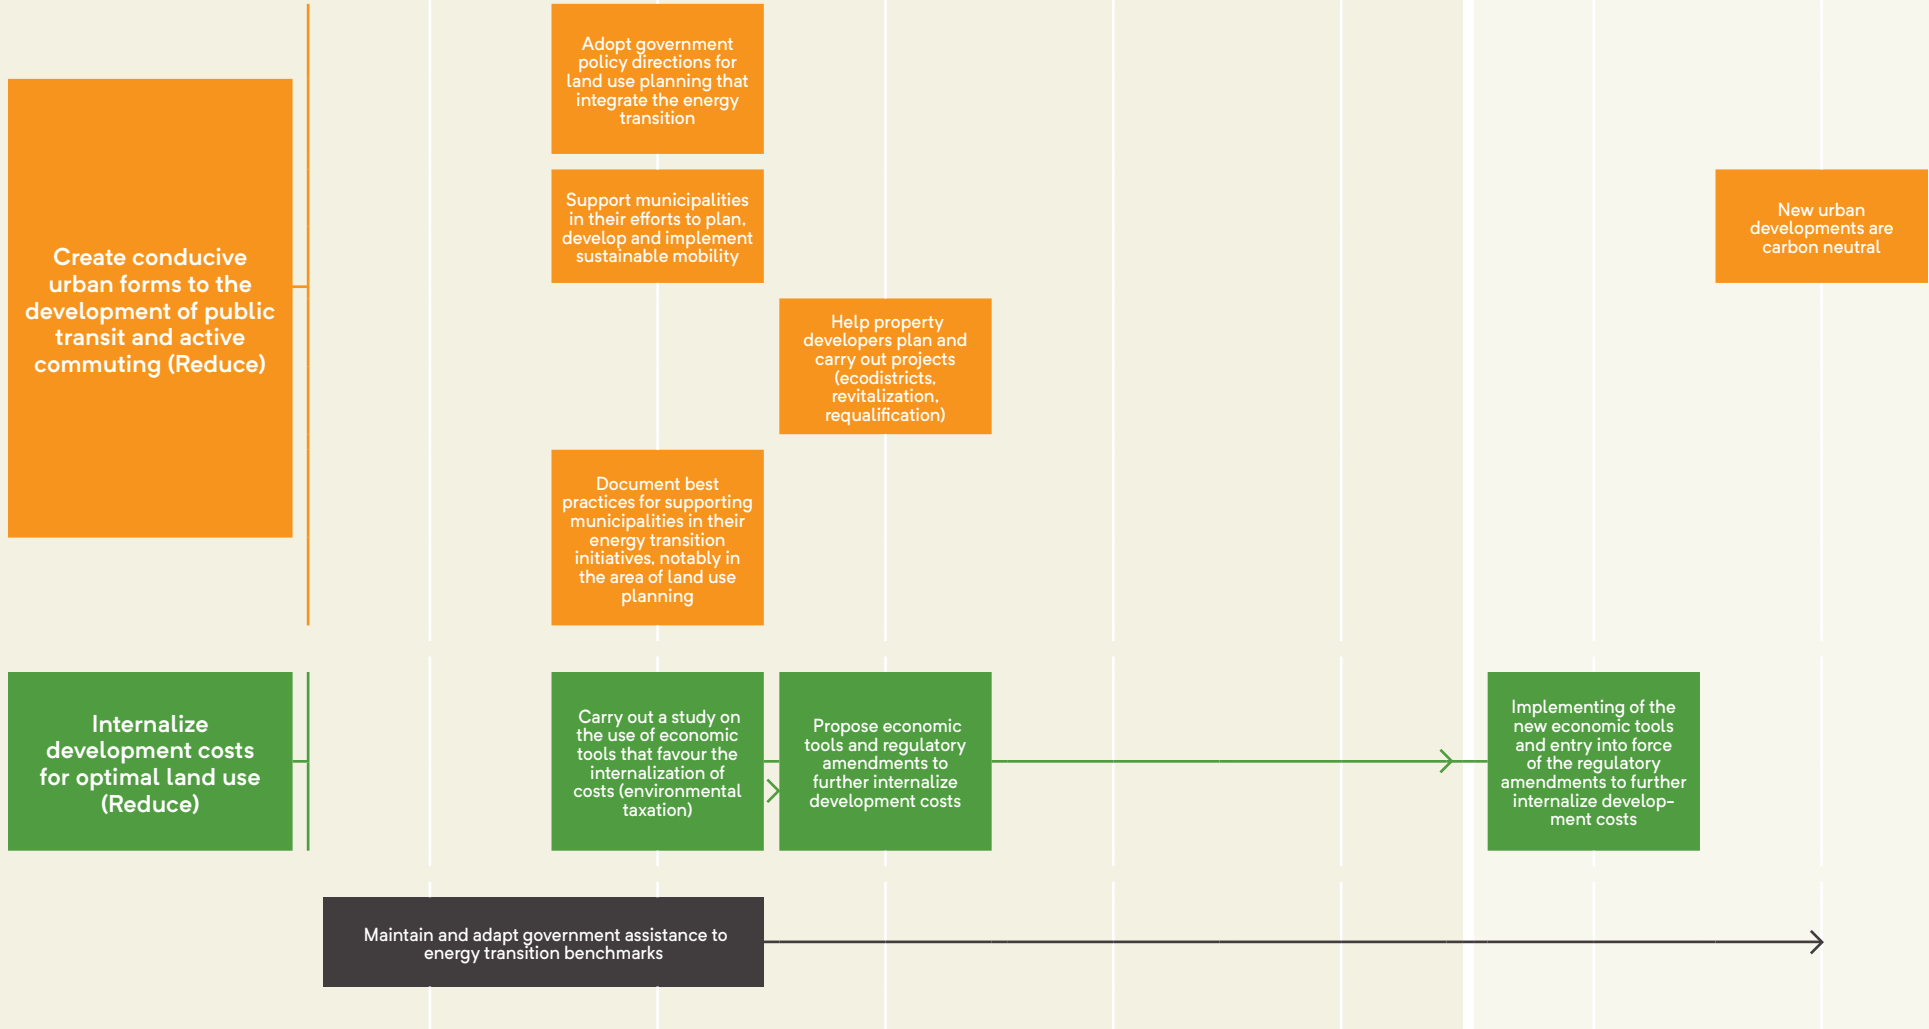 Create conducive
urban forms to the
development of public
transit and active
commuting (Reduce)
Adopt government
policy directions for
land use planning that
integrate the energy
transition
Support municipalities
in their efforts to plan,
develop and implement
sustainable mobility
New urban
developments are
carbon neutral
Help property
developers plan and
carry out projects
(ecodistricts,
revitalization,
requalification)
Document best
practices for supporting
municipalities in their
energy transition
initiatives, notably in
the area of land use
planning
Internalize
development costs
for optimal land use
(Reduce)
Carry out a study on
the use of economic
tools that favour the
internalization of
costs (environmental
taxation)
Propose economic
tools and regulatory
amendments to
further internalize
development costs
Implementing of the
new economic tools
and entry into force
of the regulatory
amendments to further
internalize develop-
ment costs
Maintain and adapt government assistance to
energy transition benchmarks